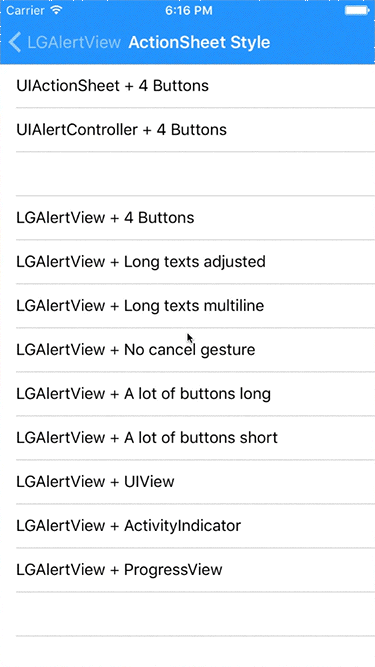 Carrier 6:16 PM
LGAlertView ActionSheet Style
UIActionSheet + 4 Buttons
UIAlertController + 4 Buttons
LGAlertView + 4 Buttons
LGAlertView + Long texts adjusted
LGAlertView + Long texts multiline
LGAlertView + No cancel gesture
LGAlertView + A lot of buttons long
LGAlertView + A lot of buttons short
LGAlertView + UIView
LGAlertView + ActivityIndicator
LGAlertView + ProgressView